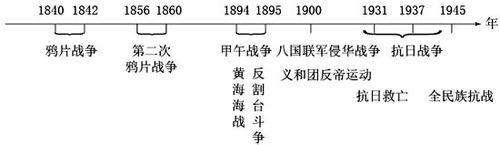 1840 1842 1856 1860 1894 1895 1900 1931 1937 1945
年
鸦片战争 第二次 甲午战争 八国联军侵华战争 抗日战争
鸦片战争
黄海海战 反割台斗争 义和团反帝运动
抗日救亡 全民族抗战